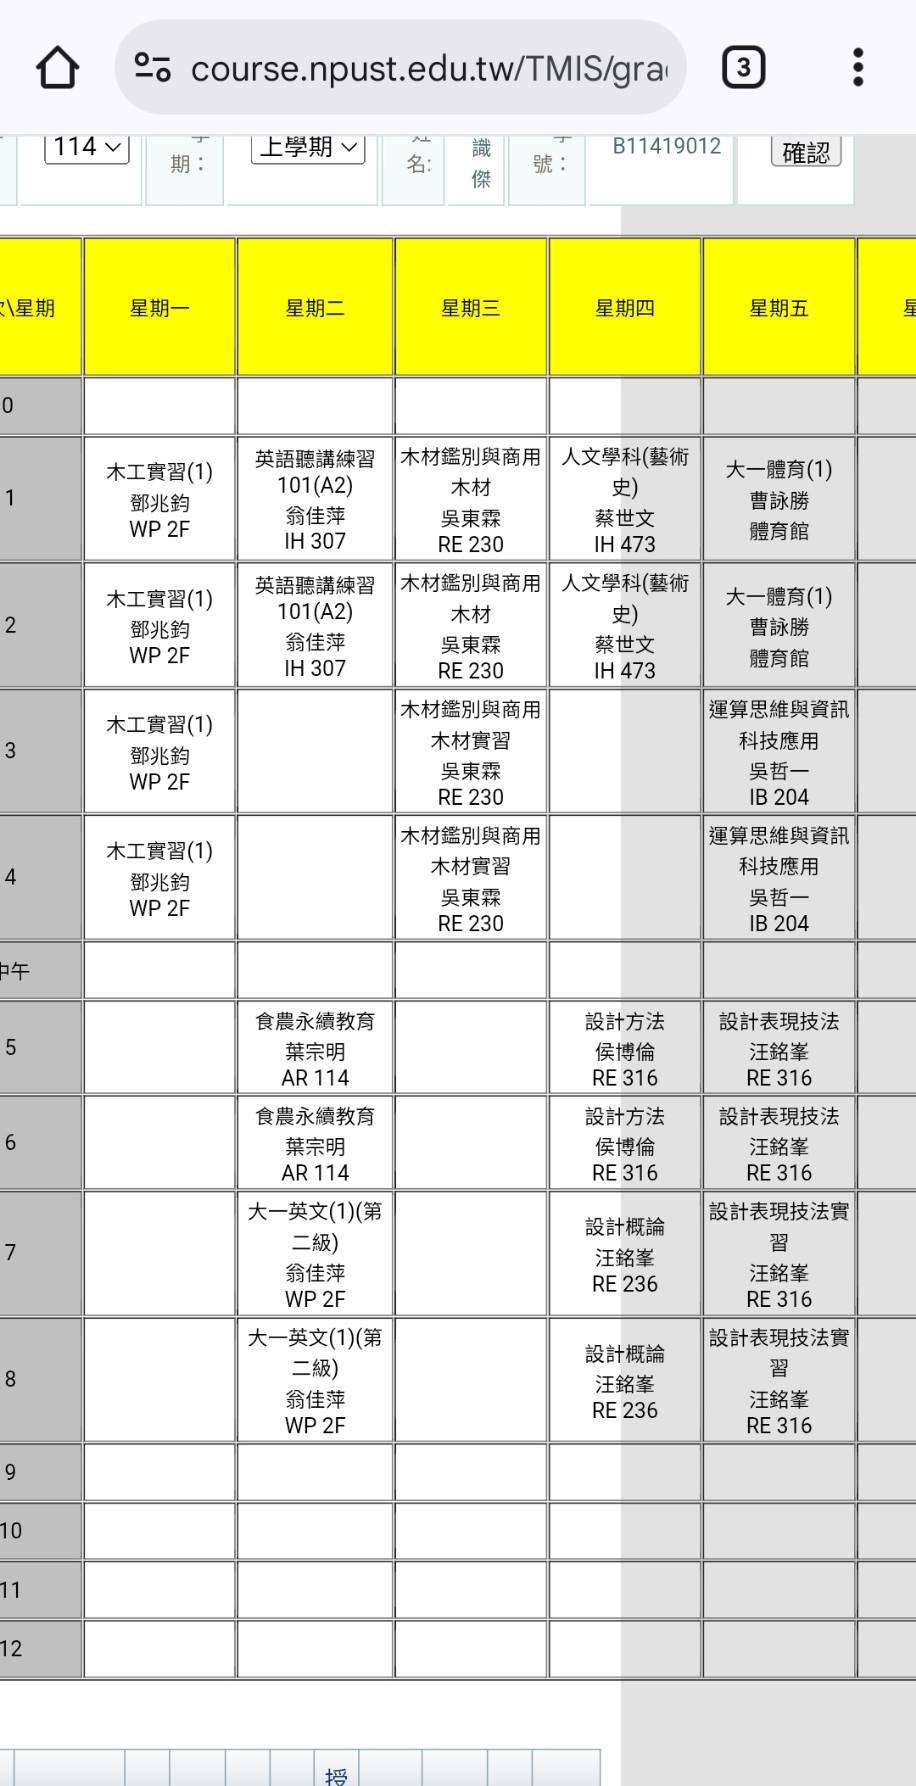 course.npust.edu.tw/TMIS/gra
3
114
期：
上學期
名:
識
傑
號：
B11419012
確認
\星期 星期一 星期二 星期三 星期四 星期五
0
1
木工實習(1)
鄧兆鈞
WP 2F
英語聽講練習
101(A2)
翁佳萍
IH 307
木材鑑別與商用
木材
吳東霖
RE 230
人文學科(藝術
史)
蔡世文
IH 473
大一體育(1)
曹詠勝
體育館
2
木工實習(1)
鄧兆鈞
WP 2F
英語聽講練習
101(A2)
翁佳萍
IH 307
木材鑑別與商用
木材
吳東霖
RE 230
人文學科(藝術
史)
蔡世文
IH 473
大一體育(1)
曹詠勝
體育館
3
木工實習(1)
鄧兆鈞
WP 2F
木材鑑別與商用
木材實習
吳東霖
RE 230
運算思維與資訊
科技應用
吳哲一
IB 204
4
木工實習(1)
鄧兆鈞
WP 2F
木材鑑別與商用
木材實習
吳東霖
RE 230
運算思維與資訊
科技應用
吳哲一
IB 204
中午
5
食農永續教育
葉宗明
AR 114
設計方法
侯博倫
RE 316
設計表現技法
汪銘峯
RE 316
6
食農永續教育
葉宗明
AR 114
設計方法
侯博倫
RE 316
設計表現技法
汪銘峯
RE 316
7
大一英文(1)(第
二級)
翁佳萍
WP 2F
設計概論
汪銘峯
RE 236
設計表現技法實
習
汪銘峯
RE 316
8
大一英文(1)(第
二級)
翁佳萍
WP 2F
設計概論
汪銘峯
RE 236
設計表現技法實
習
汪銘峯
RE 316
9
10
11
12
授